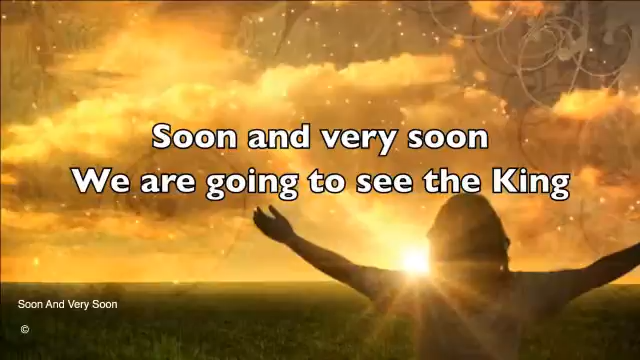 Soon and very soon
We are going to see the King
Soon And Very Soon
©